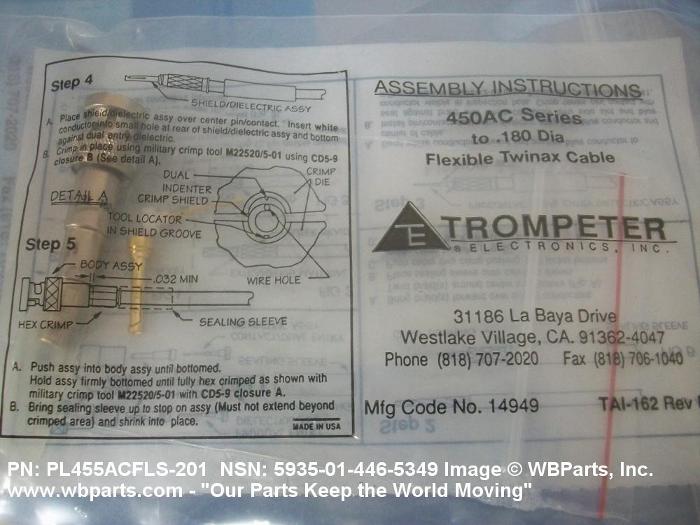 Step 4
SHIELD/DIELECTRIC ASSY
A. Place shield/dielectric assy over center pin/contact. Insert white
conductor into small hole at rear of shield/dielectric assy and bottom
against dual entry dielectric.
B. Crimp in place using military crimp tool M22520/5-01 using CD5-9
closure B (See detail A).
DETAIL A
DUAL
INDENTER
CRIMP SHIELD
CRIMP
DIE
TOOL LOCATOR
IN SHIELD GROOVE
WIRE HOLE
Step 5
BODY ASSY
.032 MIN
HEX CRIMP
SEALING SLEEVE
A. Push assy into body assy until bottomed.
Hold assy firmly bottomed until fully hex crimped as shown with
military crimp tool M22520/5-01 with CD5-9 closure A.
B. Bring sealing sleeve up to stop on assy (Must not extend beyond
crimped area) and shrink into place.
MADE IN USA
ASSEMBLY INSTRUCTIONS
450AC Series
to .180 Dia
Flexible Twinax Cable
TE
TROMPETER
® ELECTRONICS, INC.
31186 La Baya Drive
Westlake Village, CA. 91362-4047
Phone (818) 707-2020 Fax (818) 706-1040
Mfg Code No. 14949
TAI-162 Rev
PN: PL455ACFLS-201 NSN: 5935-01-446-5349 Image © WBParts, Inc.
www.wbparts.com - "Our Parts Keep the World Moving"